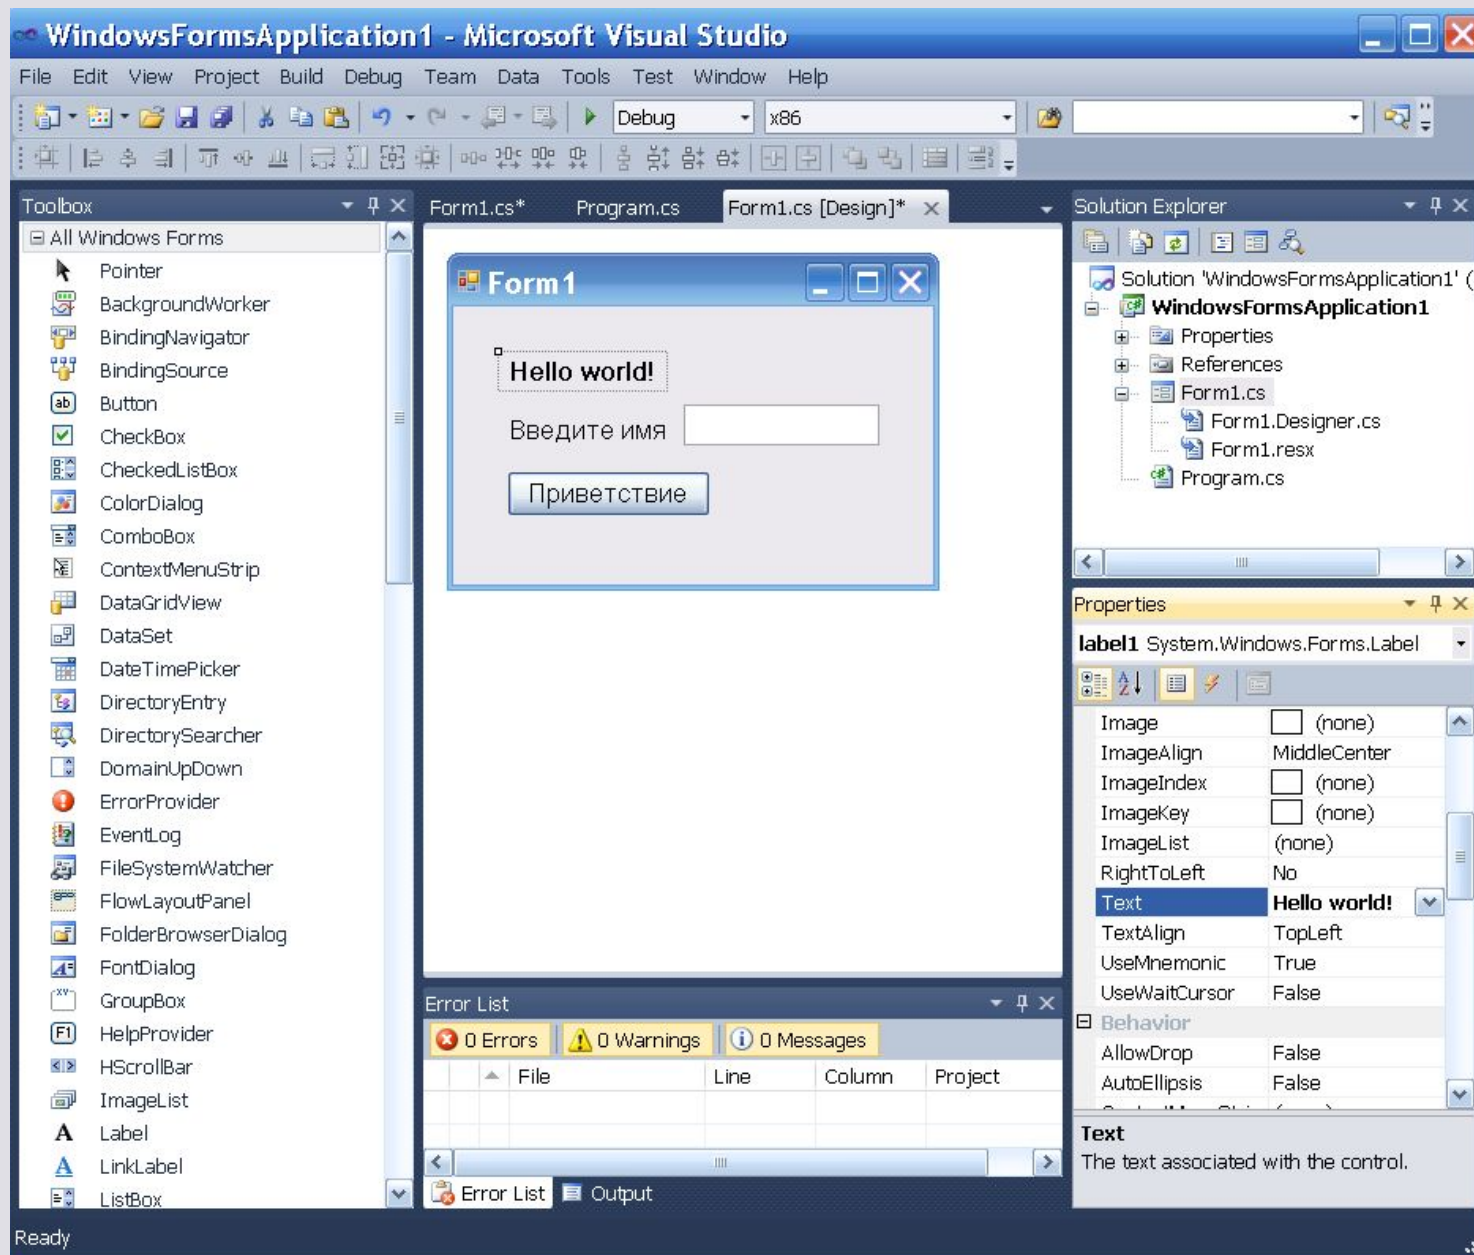 WindowsFormsApplication1 - Microsoft Visual Studio
File Edit View Project Build Debug Team Data Tools Test Window Help
Debug x86
Toolbox
All Windows Forms
Pointer
BackgroundWorker
BindingNavigator
BindingSource
Button
CheckBox
CheckedListBox
ColorDialog
ComboBox
ContextMenuStrip
DataGridView
DataSet
DateTimePicker
DirectoryEntry
DirectorySearcher
DomainUpDown
ErrorProvider
EventLog
FileSystemWatcher
FlowLayoutPanel
FolderBrowserDialog
FontDialog
GroupBox
HelpProvider
HScrollBar
ImageList
Label
LinkLabel
ListBox
Form1.cs* Program.cs Form1.cs [Design]*
Form1
Hello world!
Введите имя
Приветствие
Error List
0 Errors 0 Warnings 0 Messages
File Line Column Project
Error List Output
Solution Explorer
Solution 'WindowsFormsApplication1' (
WindowsFormsApplication1
Properties
References
Form1.cs
Form1.Designer.cs
Form1.resx
Program.cs
Properties
label1 System.Windows.Forms.Label
Image (none)
ImageAlign MiddleCenter
ImageIndex (none)
ImageKey (none)
ImageList (none)
RightToLeft No
Text Hello world!
TextAlign TopLeft
UseMnemonic True
UseWaitCursor False
Behavior
AllowDrop False
AutoEllipsis False
Text
The text associated with the control.
Ready